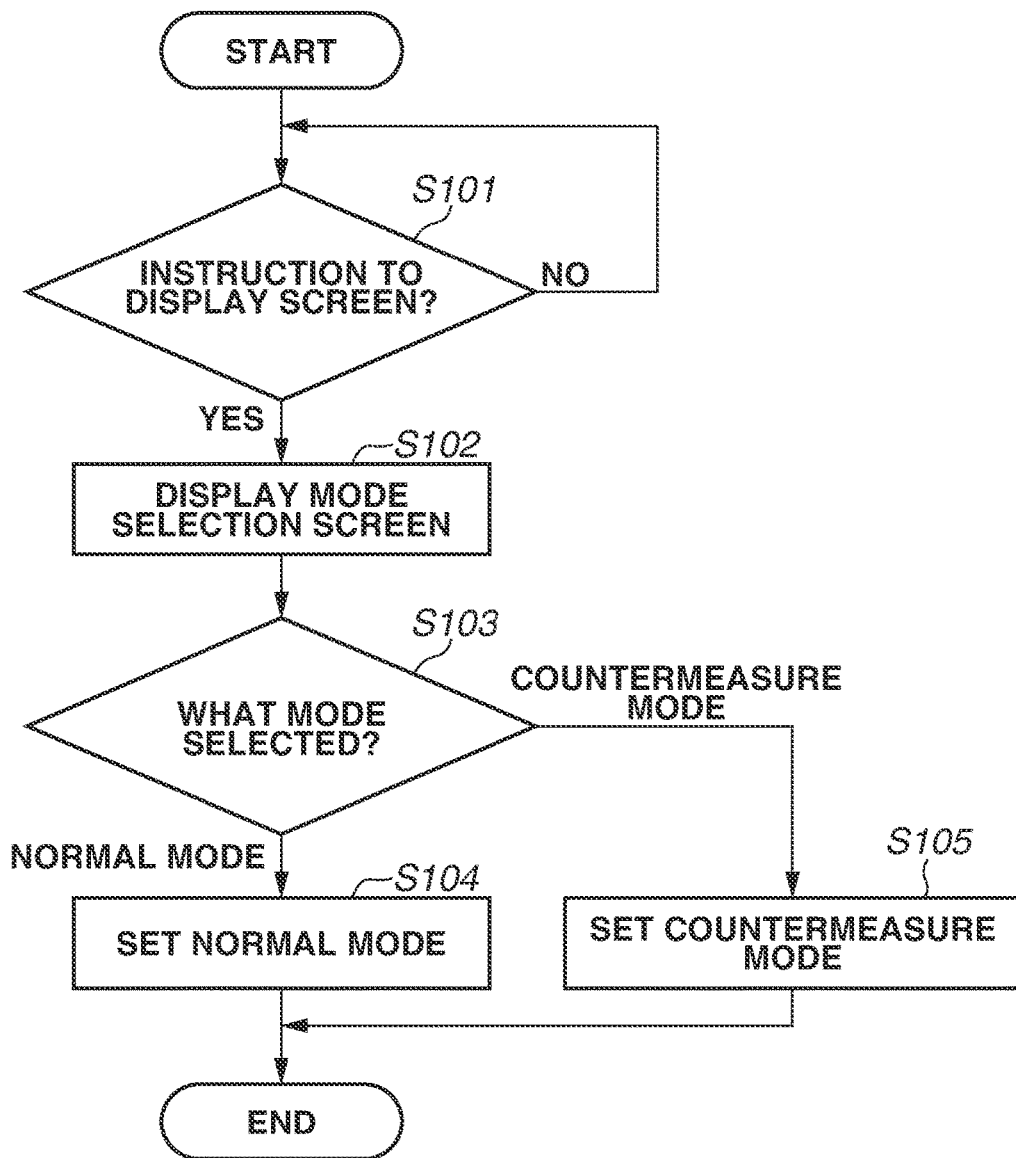 START
S101
INSTRUCTION TO
DISPLAY SCREEN?
NO
YES
S102
DISPLAY MODE
SELECTION SCREEN
S103
WHAT MODE
SELECTED?
COUNTERMEASURE
MODE
NORMAL MODE
S104
SET NORMAL MODE
S105
SET COUNTERMEASURE
MODE
END